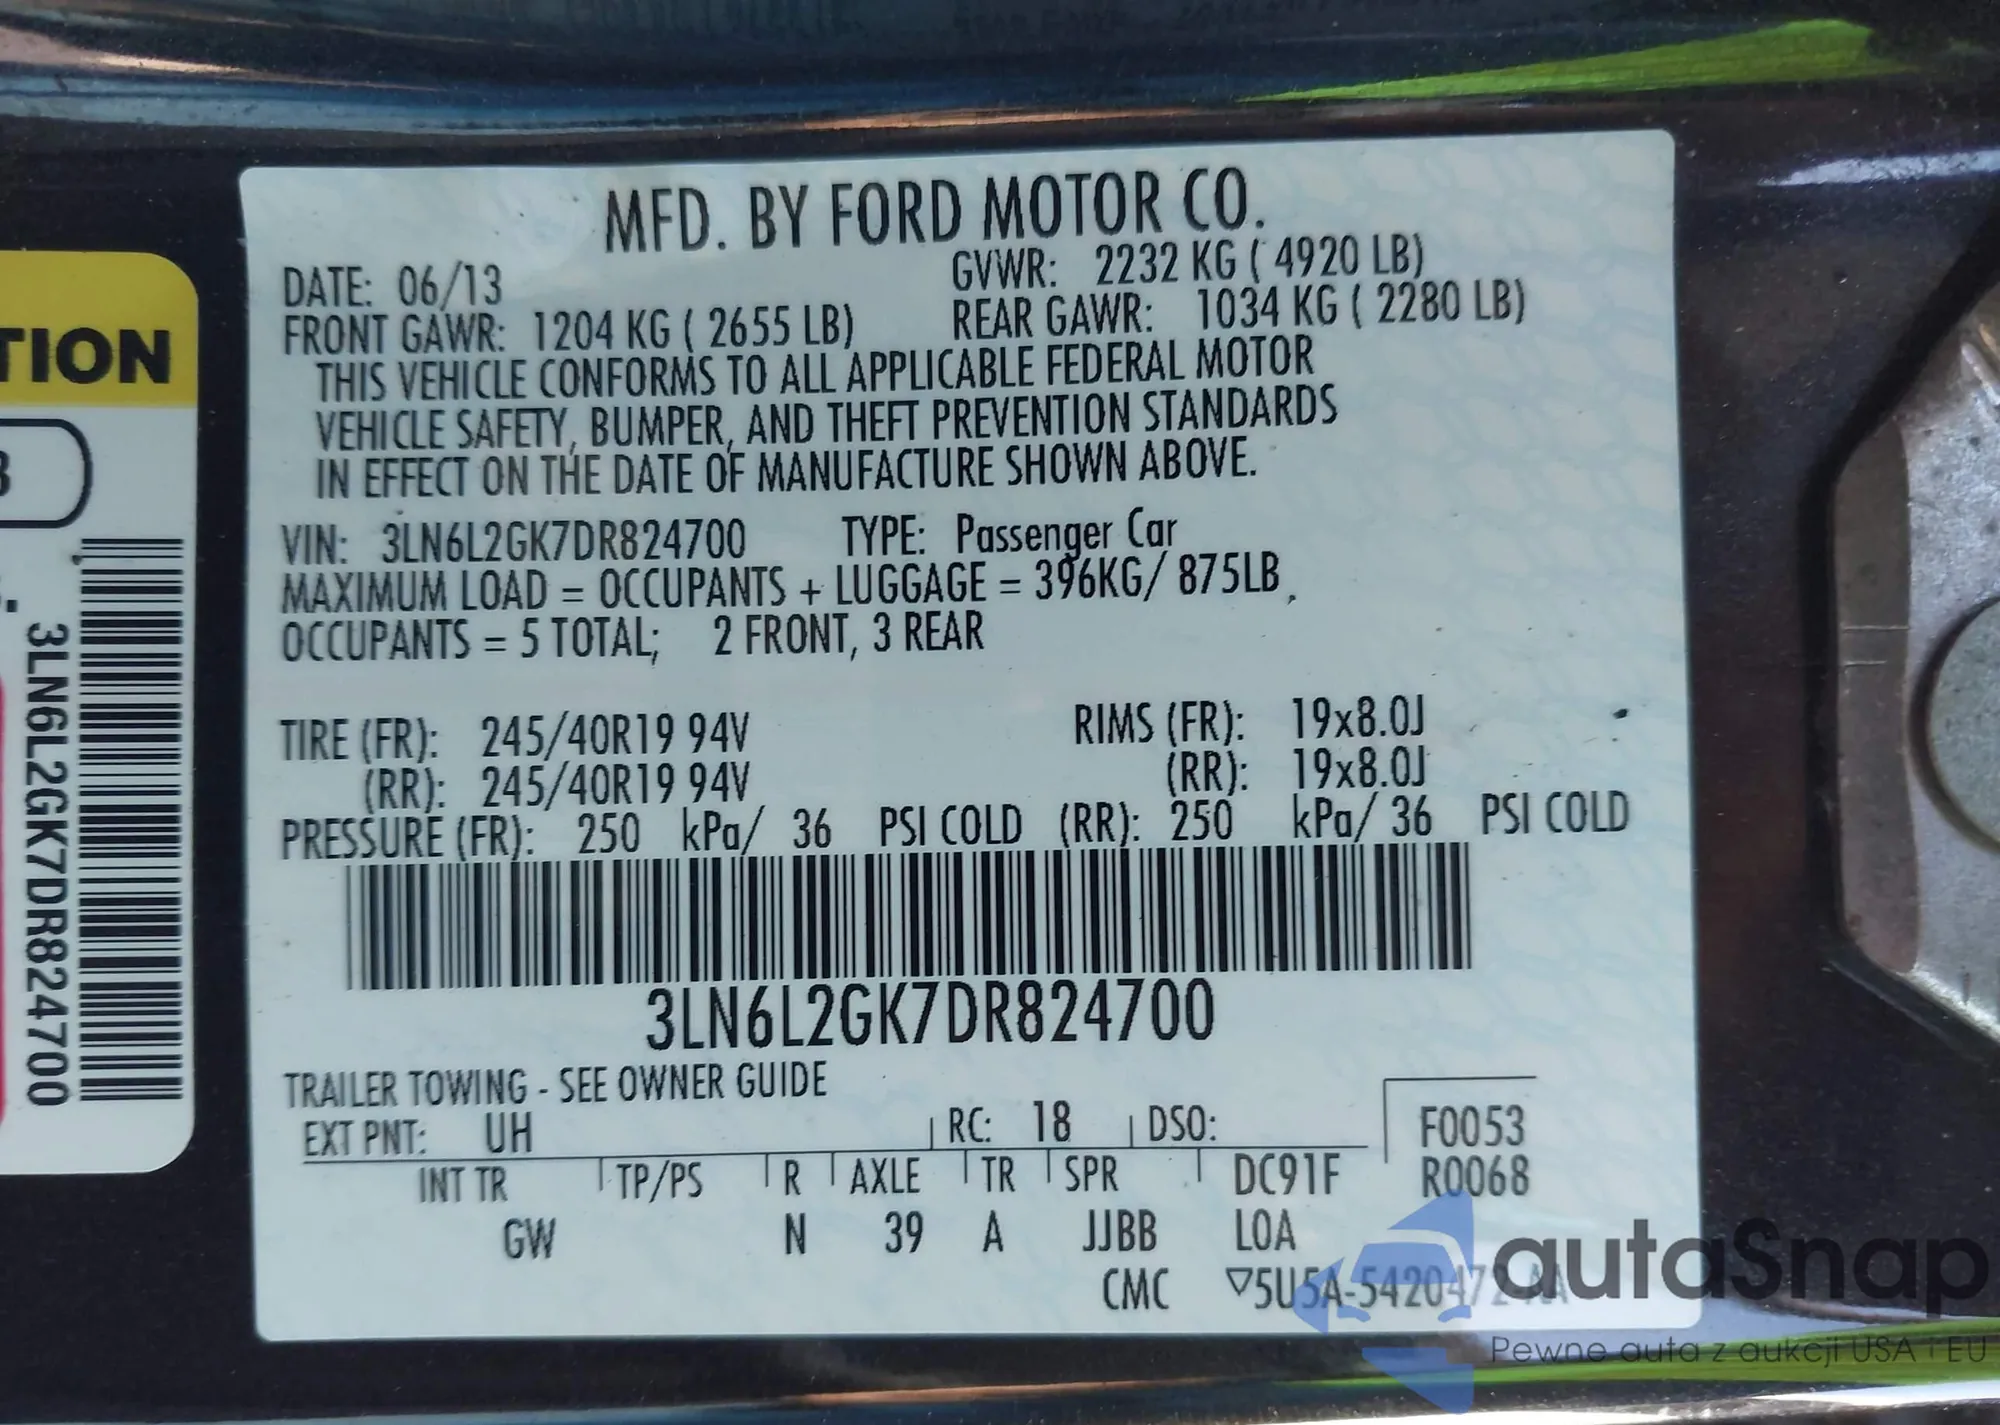 MFD. BY FORD MOTOR CO.
DATE: 06/13 GVWR: 2232 KG ( 4920 LB)
FRONT GAWR: 1204 KG ( 2655 LB) REAR GAWR: 1034 KG ( 2280 LB)
THIS VEHICLE CONFORMS TO ALL APPLICABLE FEDERAL MOTOR
VEHICLE SAFETY, BUMPER, AND THEFT PREVENTION STANDARDS
IN EFFECT ON THE DATE OF MANUFACTURE SHOWN ABOVE.
VIN: 3LN6L2GK7DR824700 TYPE: Passenger Car
MAXIMUM LOAD = OCCUPANTS + LUGGAGE = 396KG/ 875LB
OCCUPANTS = 5 TOTAL; 2 FRONT, 3 REAR
TIRE (FR): 245/40R19 94V RIMS (FR): 19x8.0J
(RR): 245/40R19 94V (RR): 19x8.0J
PRESSURE (FR): 250 kPa/ 36 PSI COLD (RR): 250 kPa/ 36 PSI COLD
3LN6L2GK7DR824700
TRAILER TOWING - SEE OWNER GUIDE
EXT PNT: UH RC: 18 DSO: F0053
INT TR TP/PS R AXLE TR SPR DC91F R0068
GW N 39 A JJBB LOA
CMC ▽5U5A-5420472-AA
TION
3LN6L2GK7DR824700
autaSnap
Pewne auta z aukcji USA i EU